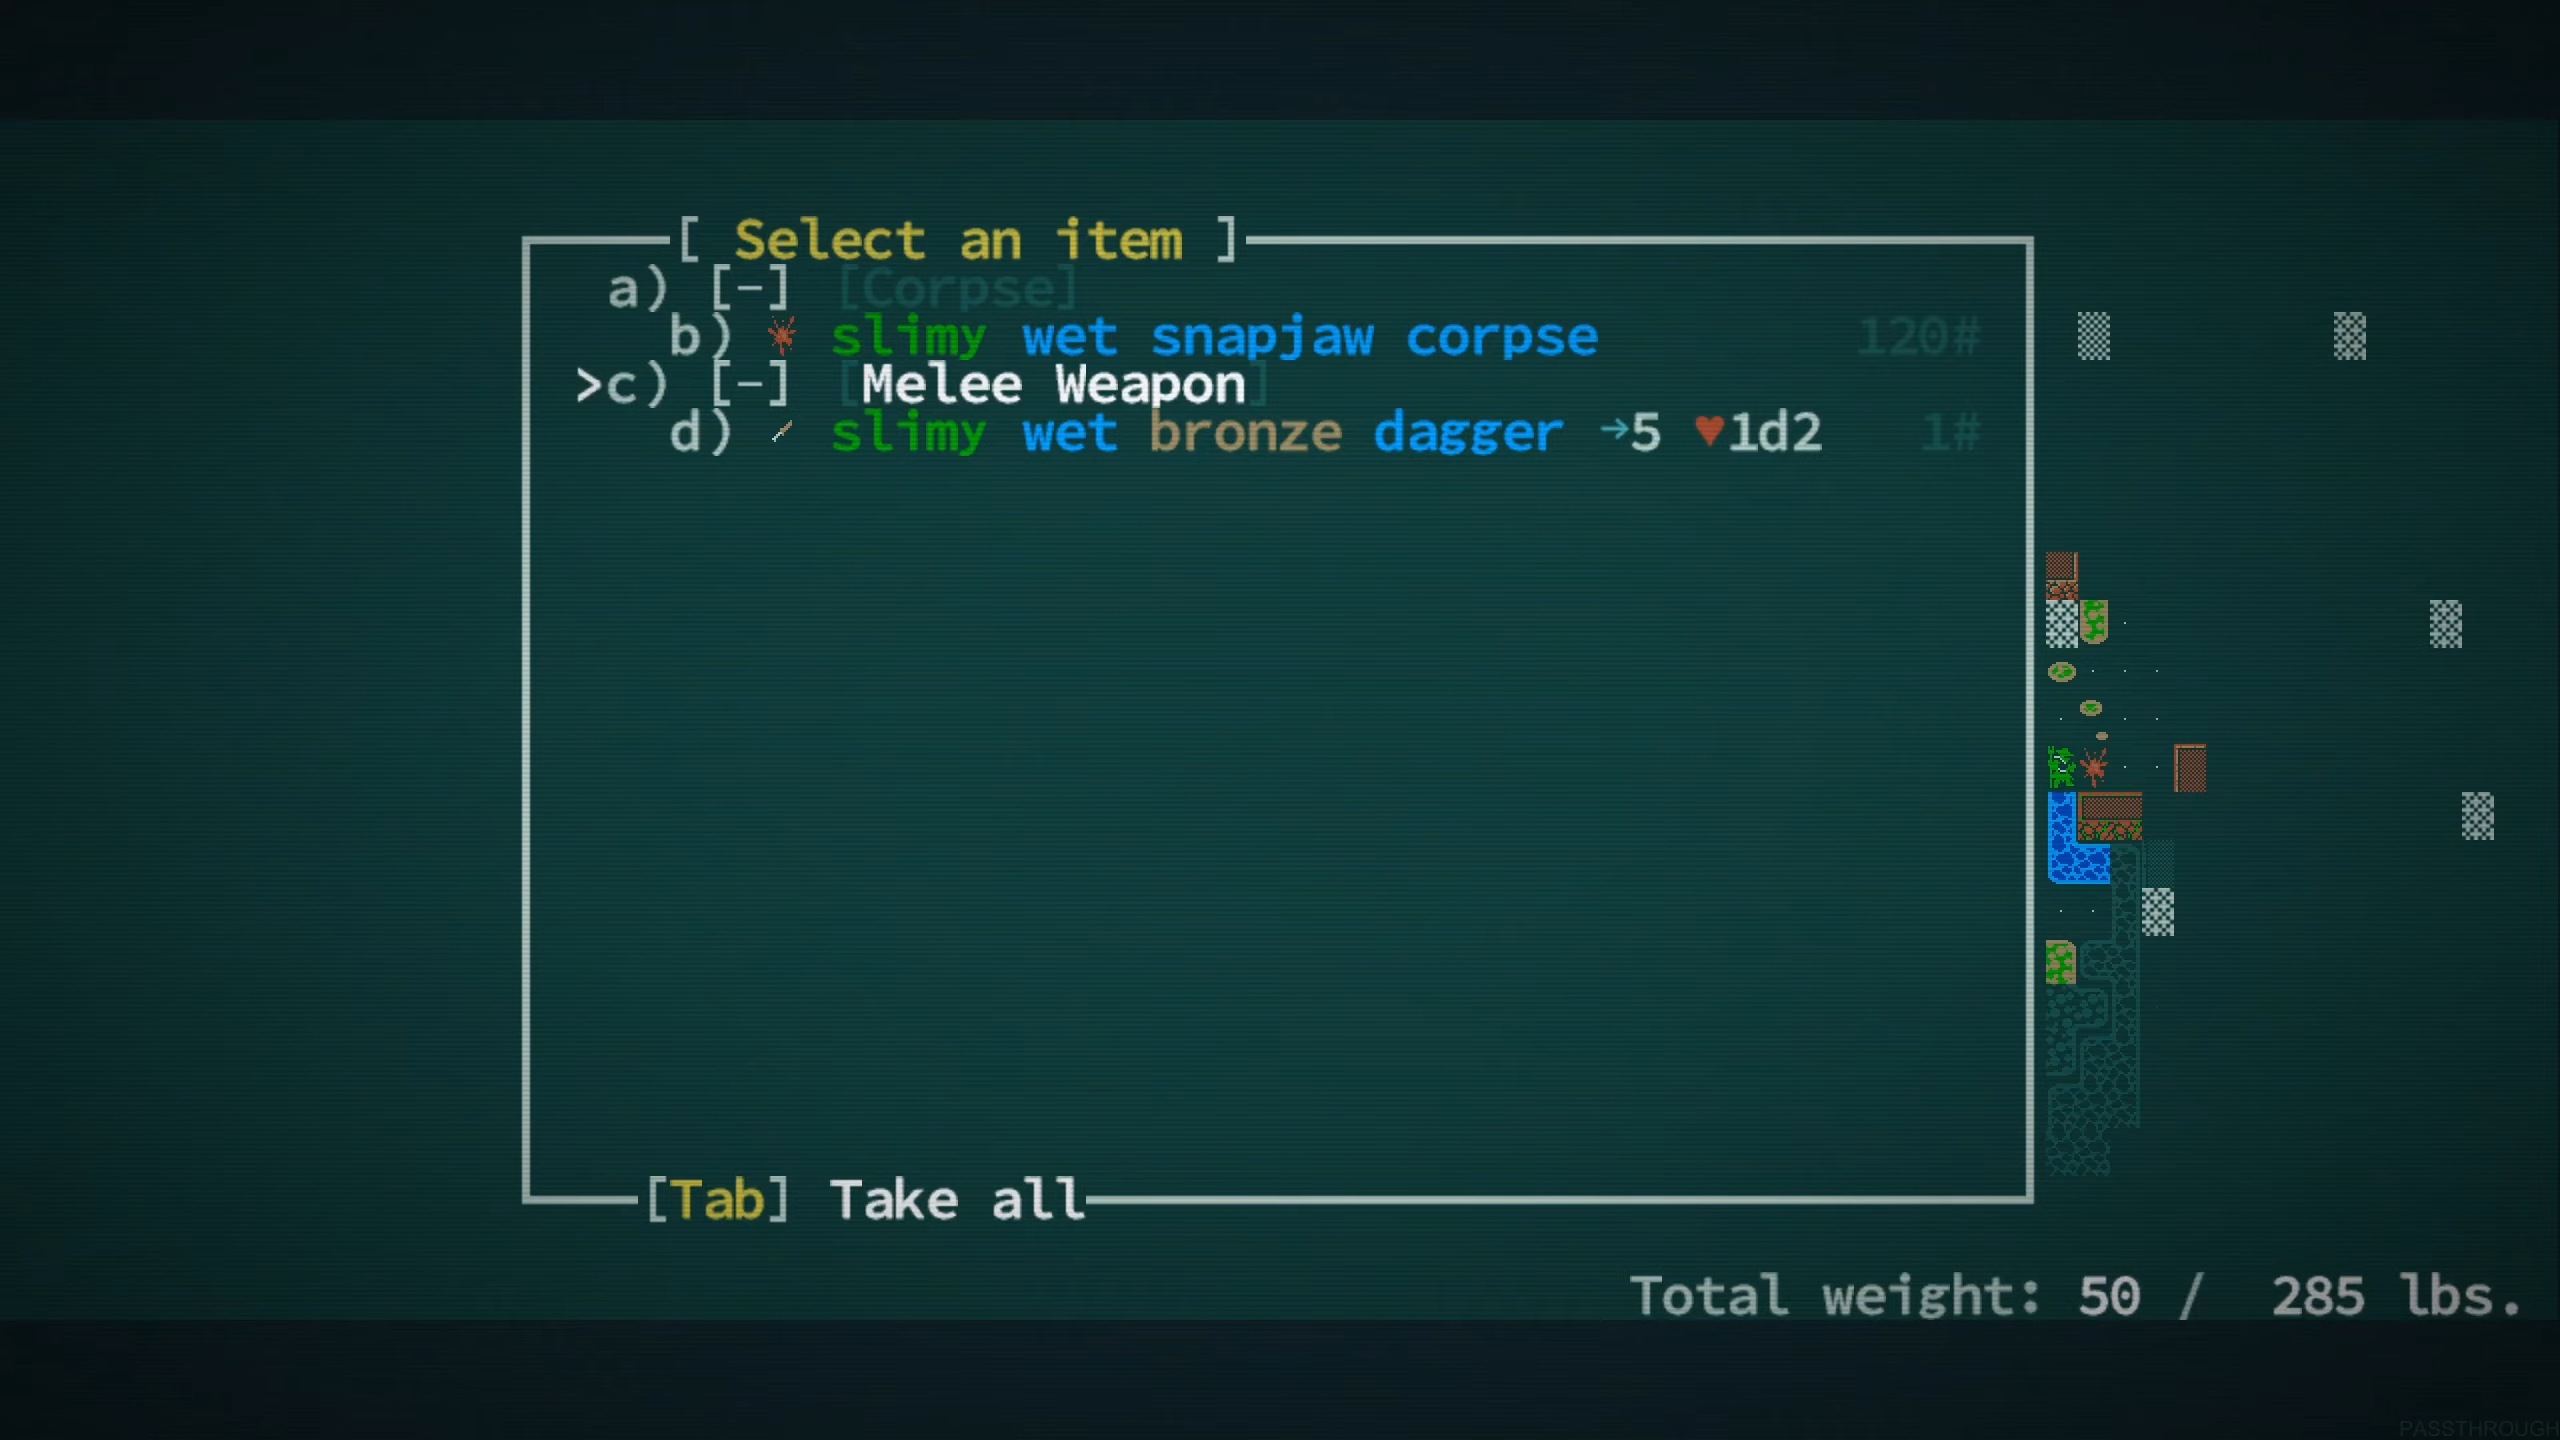 [ Select an item ]
a) [-] [Corpse]
b) slimy wet snapjaw corpse 120#
>c) [-] [Melee Weapon]
d) slimy wet bronze dagger →5 ♥1d2 1#
[Tab] Take all
Total weight: 50 / 285 lbs.
PASSTHROUGH